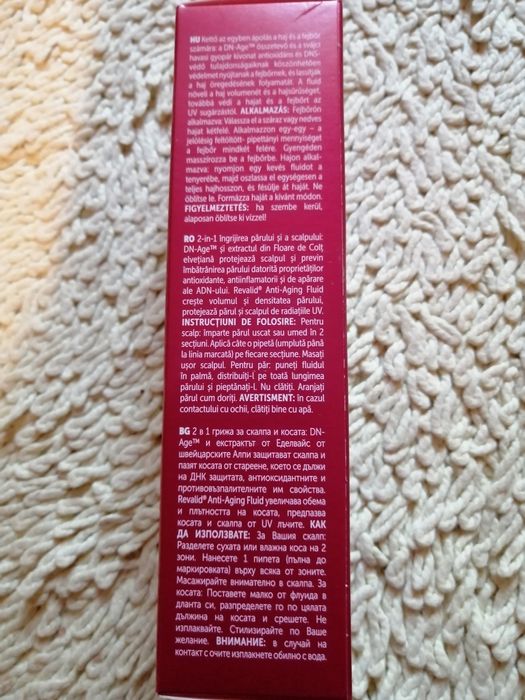 HU Kettő az egyben ápolás a haj és a fejbőr
számára: a DN-Age™ összetevő és a svájci
havasi gyopár kivonat antioxidáns és DNS-
védő tulajdonságainak köszönhetően
védelmet nyújtanak a fejbőrnek, és lassítják
a haj öregedésének folyamatát. A fluid
növeli a haj volumenét és a hajsűrűséget,
továbbá védi a hajat és a fejbőrt az
UV sugárzástól. ALKALMAZÁS: Fejbőrön
alkalmazva: Válassza el a száraz vagy nedves
haját kétfelé. Alkalmazzon egy-egy – a
jelölésig feltöltött- pipettányi mennyiséget
a fejbőr mindkét felére. Gyengéden
masszírozza be a fejbőrbe. Hajon alkal-
mazva: nyomjon egy kevés fluidot a
tenyerébe, majd oszlassa el egységesen a
teljes hajhosszon, és fésülje át haját. Ne
öblítse le. Formázza haját a kívánt módon.
FIGYELMEZTETÉS: ha szembe kerül,
alaposan öblítse ki vízzel!
RO 2-in-1 îngrijirea părului și a scalpului:
DN-Age™ și extractul din Floare de Colț
elvețiană protejează scalpul și previn
îmbătrânirea părului datorită proprietăților
antioxidante, antiinflamatorii și de apărare
ale ADN-ului. Revalid® Anti-Aging Fluid
crește volumul și densitatea părului,
protejează părul și scalpul de radiațiile UV.
INSTRUCȚIUNI DE FOLOSIRE: Pentru
scalp: împarte părul uscat sau umed în 2
secțiuni. Aplică câte o pipetă (umplută până
la linia marcată) pe fiecare secțiune. Masați
ușor scalpul. Pentru păr: puneți fluidul
în palmă, distribuiți-l pe toată lungimea
părului și pieptănați-l. Nu clătiți. Aranjați
părul cum doriți. AVERTISMENT: în cazul
contactului cu ochii, clătiți bine cu apă.
BG 2 в 1 грижа за скалпа и косата: DN-
Age™ и екстрактът от Еделвайс от
швейцарските Алпи защитават скалпа и
пазят косата от стареене, което се дължи
на ДНК защитата, антиоксидантните и
противовъзпалителните им свойства.
Revalid® Anti-Aging Fluid увеличава обема
и плътността на косата, предпазва
косата и скалпа от UV лъчите. КАК
ДА ИЗПОЛЗВАТЕ: За Вашия скалп:
Разделете сухата или влажна коса на 2
зони. Нанесете 1 пипета (пълна до
маркировката) върху всяка от зоните.
Масажирайте внимателно в скалпа. За
косата: Поставете малко от флуида в
дланта си, разпределете го по цялата
дължина на косата и срешете. Не
изплаквайте. Стилизирайте по Ваше
желание. ВНИМАНИЕ: в случай на
контакт с очите изплакнете обилно с вода.